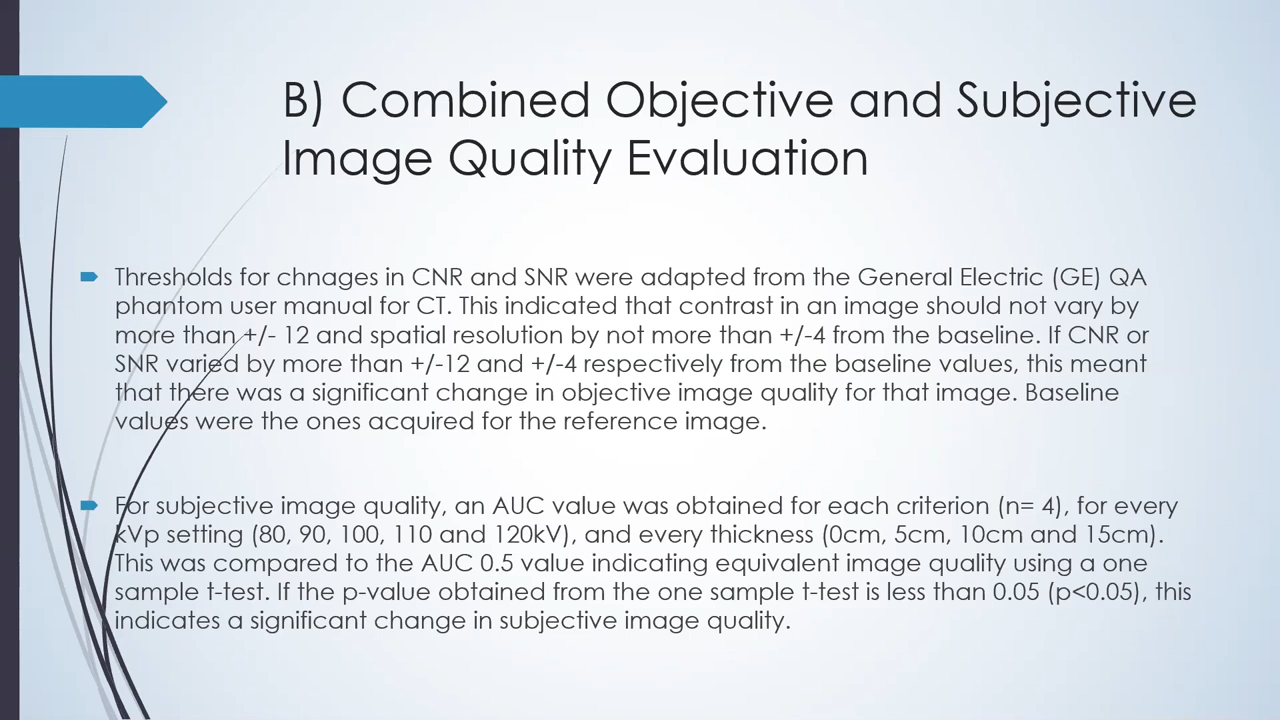 B) Combined Objective and Subjective
Image Quality Evaluation
Thresholds for chnages in CNR and SNR were adapted from the General Electric (GE) QA
phantom user manual for CT. This indicated that contrast in an image should not vary by
more than +/- 12 and spatial resolution by not more than +/-4 from the baseline. If CNR or
SNR varied by more than +/-12 and +/-4 respectively from the baseline values, this meant
that there was a significant change in objective image quality for that image. Baseline
values were the ones acquired for the reference image.
For subjective image quality, an AUC value was obtained for each criterion (n= 4), for every
kVp setting (80, 90, 100, 110 and 120kV), and every thickness (0cm, 5cm, 10cm and 15cm).
This was compared to the AUC 0.5 value indicating equivalent image quality using a one
sample t-test. If the p-value obtained from the one sample t-test is less than 0.05 (p<0.05), this
indicates a significant change in subjective image quality.